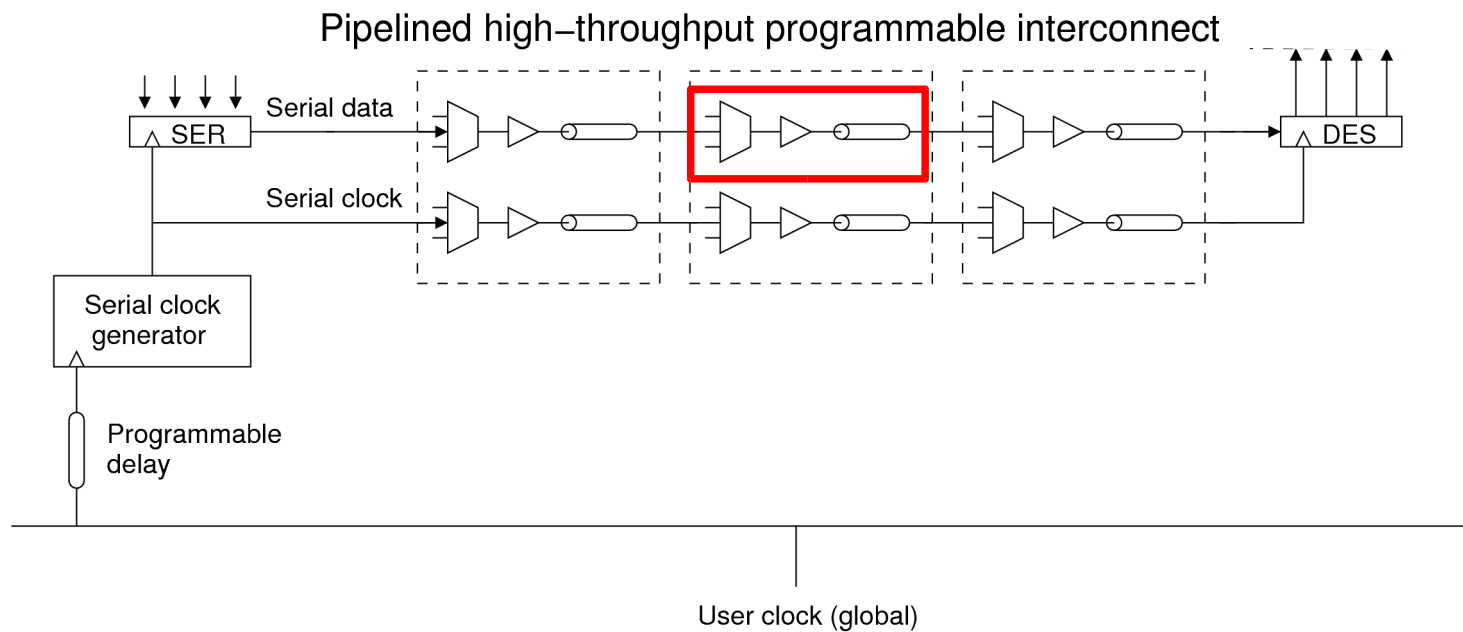 Pipelined high–throughput programmable interconnect
Serial data
SER
DES
Serial clock
Serial clock
generator
Programmable
delay
User clock (global)